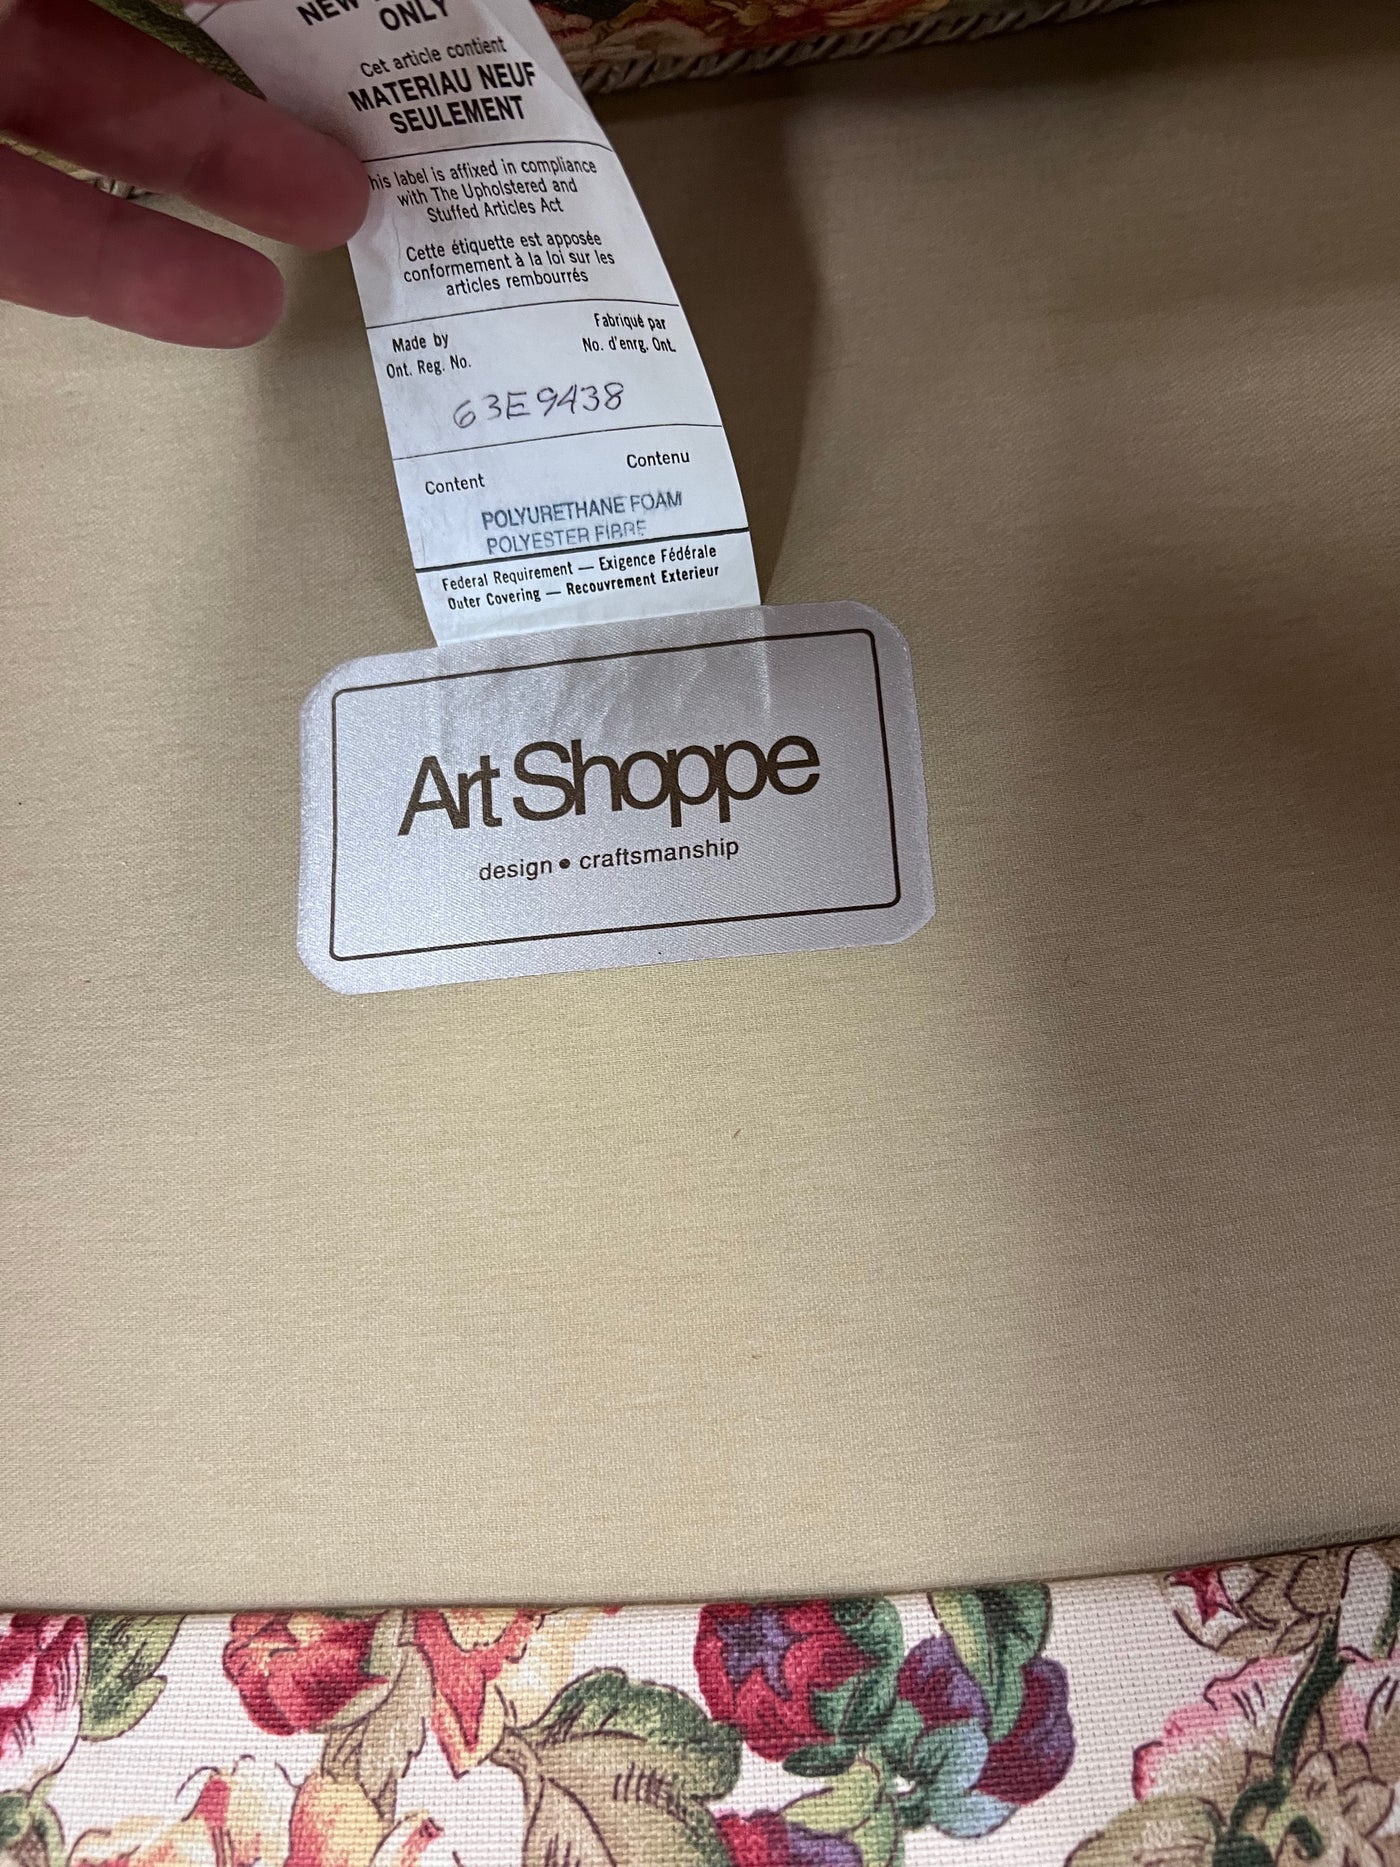 NEW
ONLY
Cet article contient
MATERIAU NEUF
SEULEMENT
his label is affixed in compliance
with The Upholstered and
Stuffed Articles Act
Cette étiquette est apposée
conformement à la loi sur les
articles rembourrés
Made by
Ont. Reg. No.
Fabriqué par
No. d'enrg. Ont.
63E9438
Content
Contenu
POLYURETHANE FOAM
POLYESTER FIBRE
Federal Requirement — Exigence Fédérale
Outer Covering — Recouvrement Exterieur
Art Shoppe
design • craftsmanship